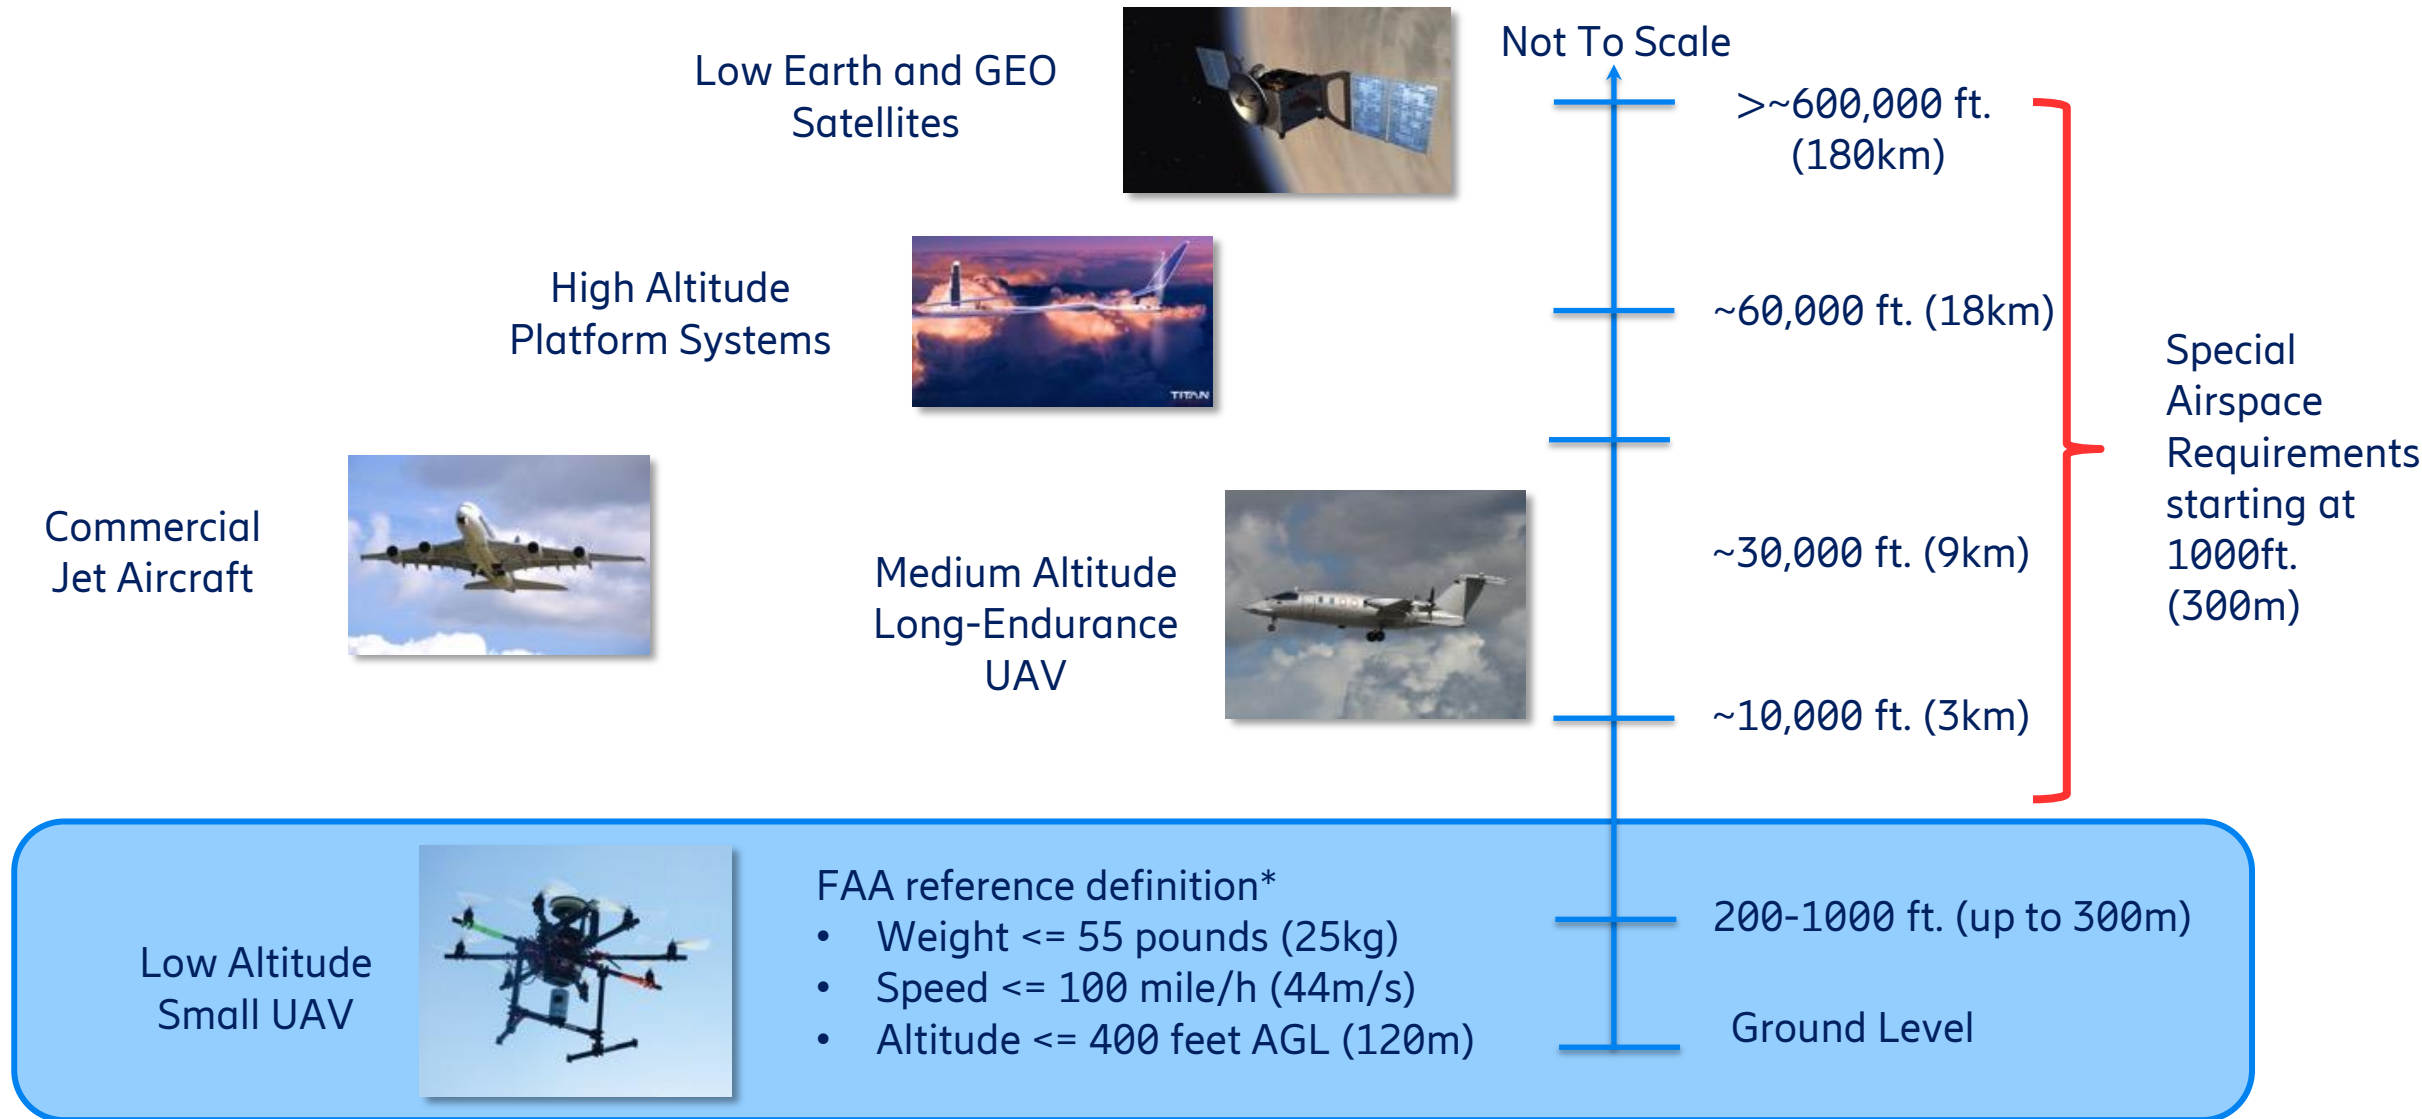 Not To Scale
Low Earth and GEO
Satellites
>~600,000 ft.
(180km)
High Altitude
Platform Systems
TITAN
~60,000 ft. (18km)
Special
Airspace
Requirements
starting at
1000ft.
(300m)
Commercial
Jet Aircraft
Medium Altitude
Long-Endurance
UAV
~30,000 ft. (9km)
~10,000 ft. (3km)
Low Altitude
Small UAV
FAA reference definition*
• Weight <= 55 pounds (25kg)
• Speed <= 100 mile/h (44m/s)
• Altitude <= 400 feet AGL (120m)
200-1000 ft. (up to 300m)
Ground Level